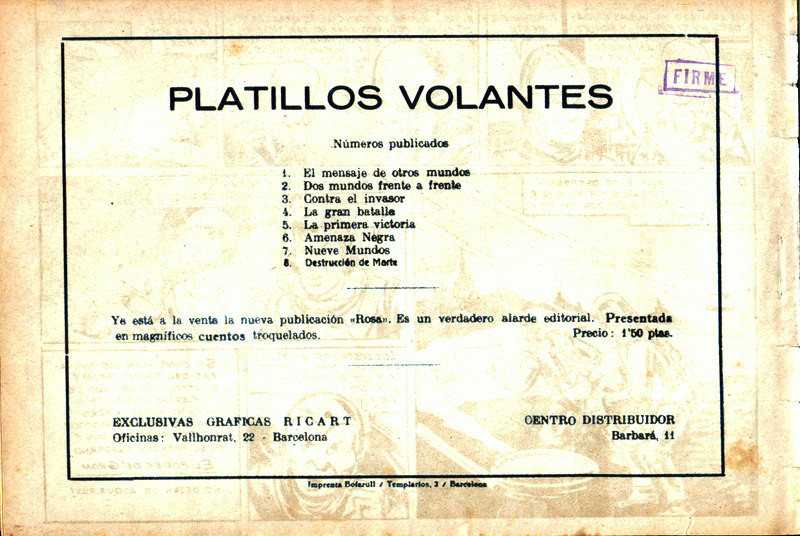 PLATILLOS VOLANTES
FIRME
Números publicados
1. El mensaje de otros mundos
2. Dos mundos frente a frente
3. Contra el invasor
4. La gran batalla
5. La primera victoria
6. Amenaza Negra
7. Nueve Mundos
8. Destrucción de Marte
Ya está a la venta la nueva publicación «Rosa». Es un verdadero alarde editorial. Presentada
en magníficos cuentos troquelados. Precio: 1'50 ptas.
EXCLUSIVAS GRAFICAS RICART
Oficinas: Vallhonrat, 22 - Barcelona
CENTRO DISTRIBUIDOR
Barbará, 11
Imprenta Bofarull / Templarios, 3 / Barcelona